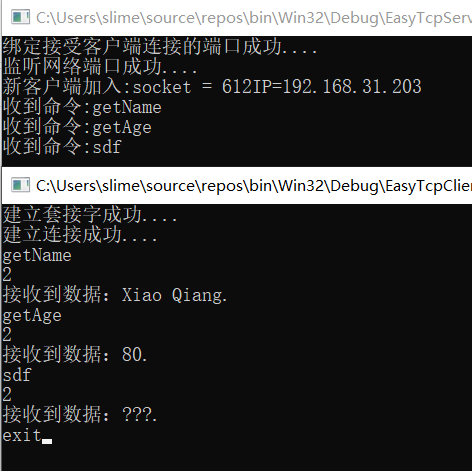 C:\Users\slime\source\repos\bin\Win32\Debug\EasyTcpSer
绑定接受客户端连接的端口成功....
监听网络端口成功....
新客户端加入:socket = 612IP=192.168.31.203
收到命令:getName
收到命令:getAge
收到命令:sdf
C:\Users\slime\source\repos\bin\Win32\Debug\EasyTcpClie
建立套接字成功....
建立连接成功....
getName
2
接收到数据：Xiao Qiang.
getAge
2
接收到数据：80.
sdf
2
接收到数据：???.
exit